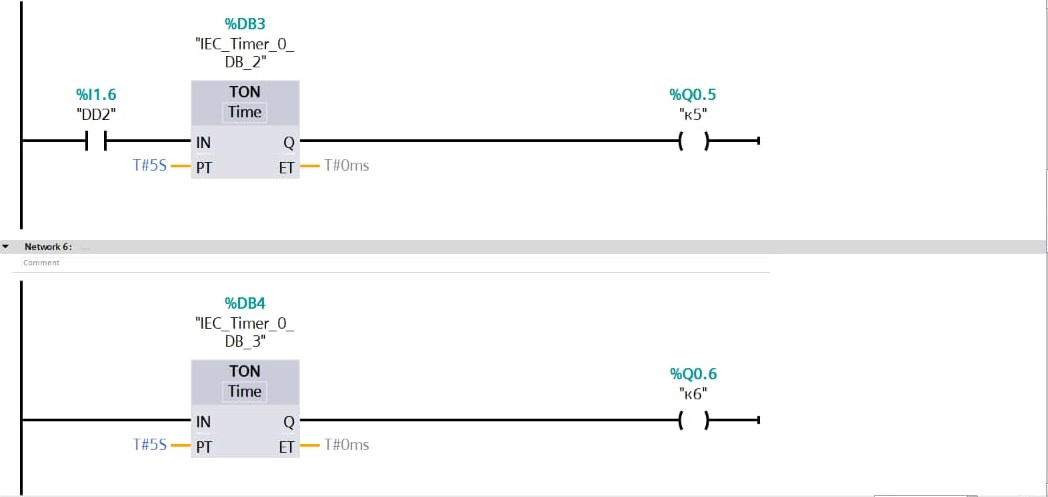 %DB3
"IEC_Timer_0_
DB_2"
TON
Time
%I1.6
"DD2"
%Q0.5
"к5"
IN Q
T#5S PT ET T#0ms
Network 6: ....
Comment
%DB4
"IEC_Timer_0_
DB_3"
TON
Time
%Q0.6
"к6"
IN Q
T#5S PT ET T#0ms